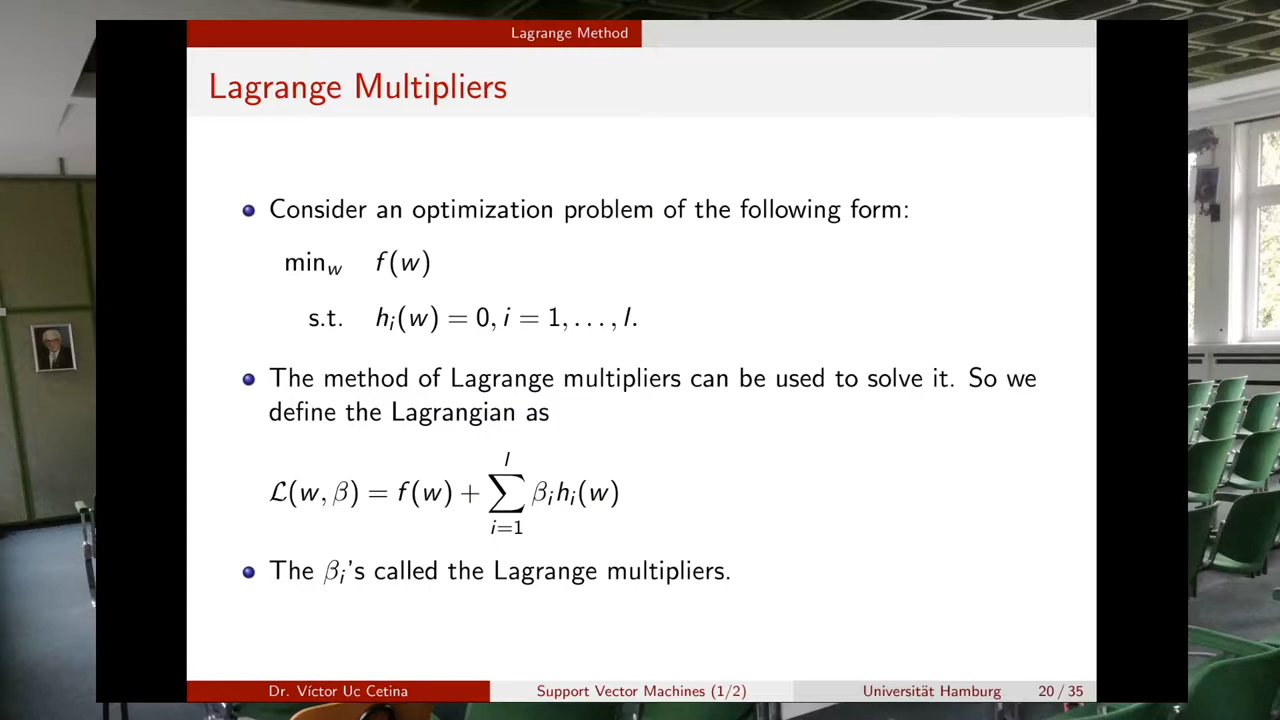 Lagrange Method
Lagrange Multipliers
Consider an optimization problem of the following form:
min_w f(w)
s.t. h_i(w) = 0, i = 1, . . . , l.
The method of Lagrange multipliers can be used to solve it. So we
define the Lagrangian as
ℒ(w, β) = f(w) + ∑_{i=1}^{l} β_i h_i(w)
The β_i's called the Lagrange multipliers.
Dr. Víctor Uc Cetina Support Vector Machines (1/2) Universität Hamburg 20 / 35